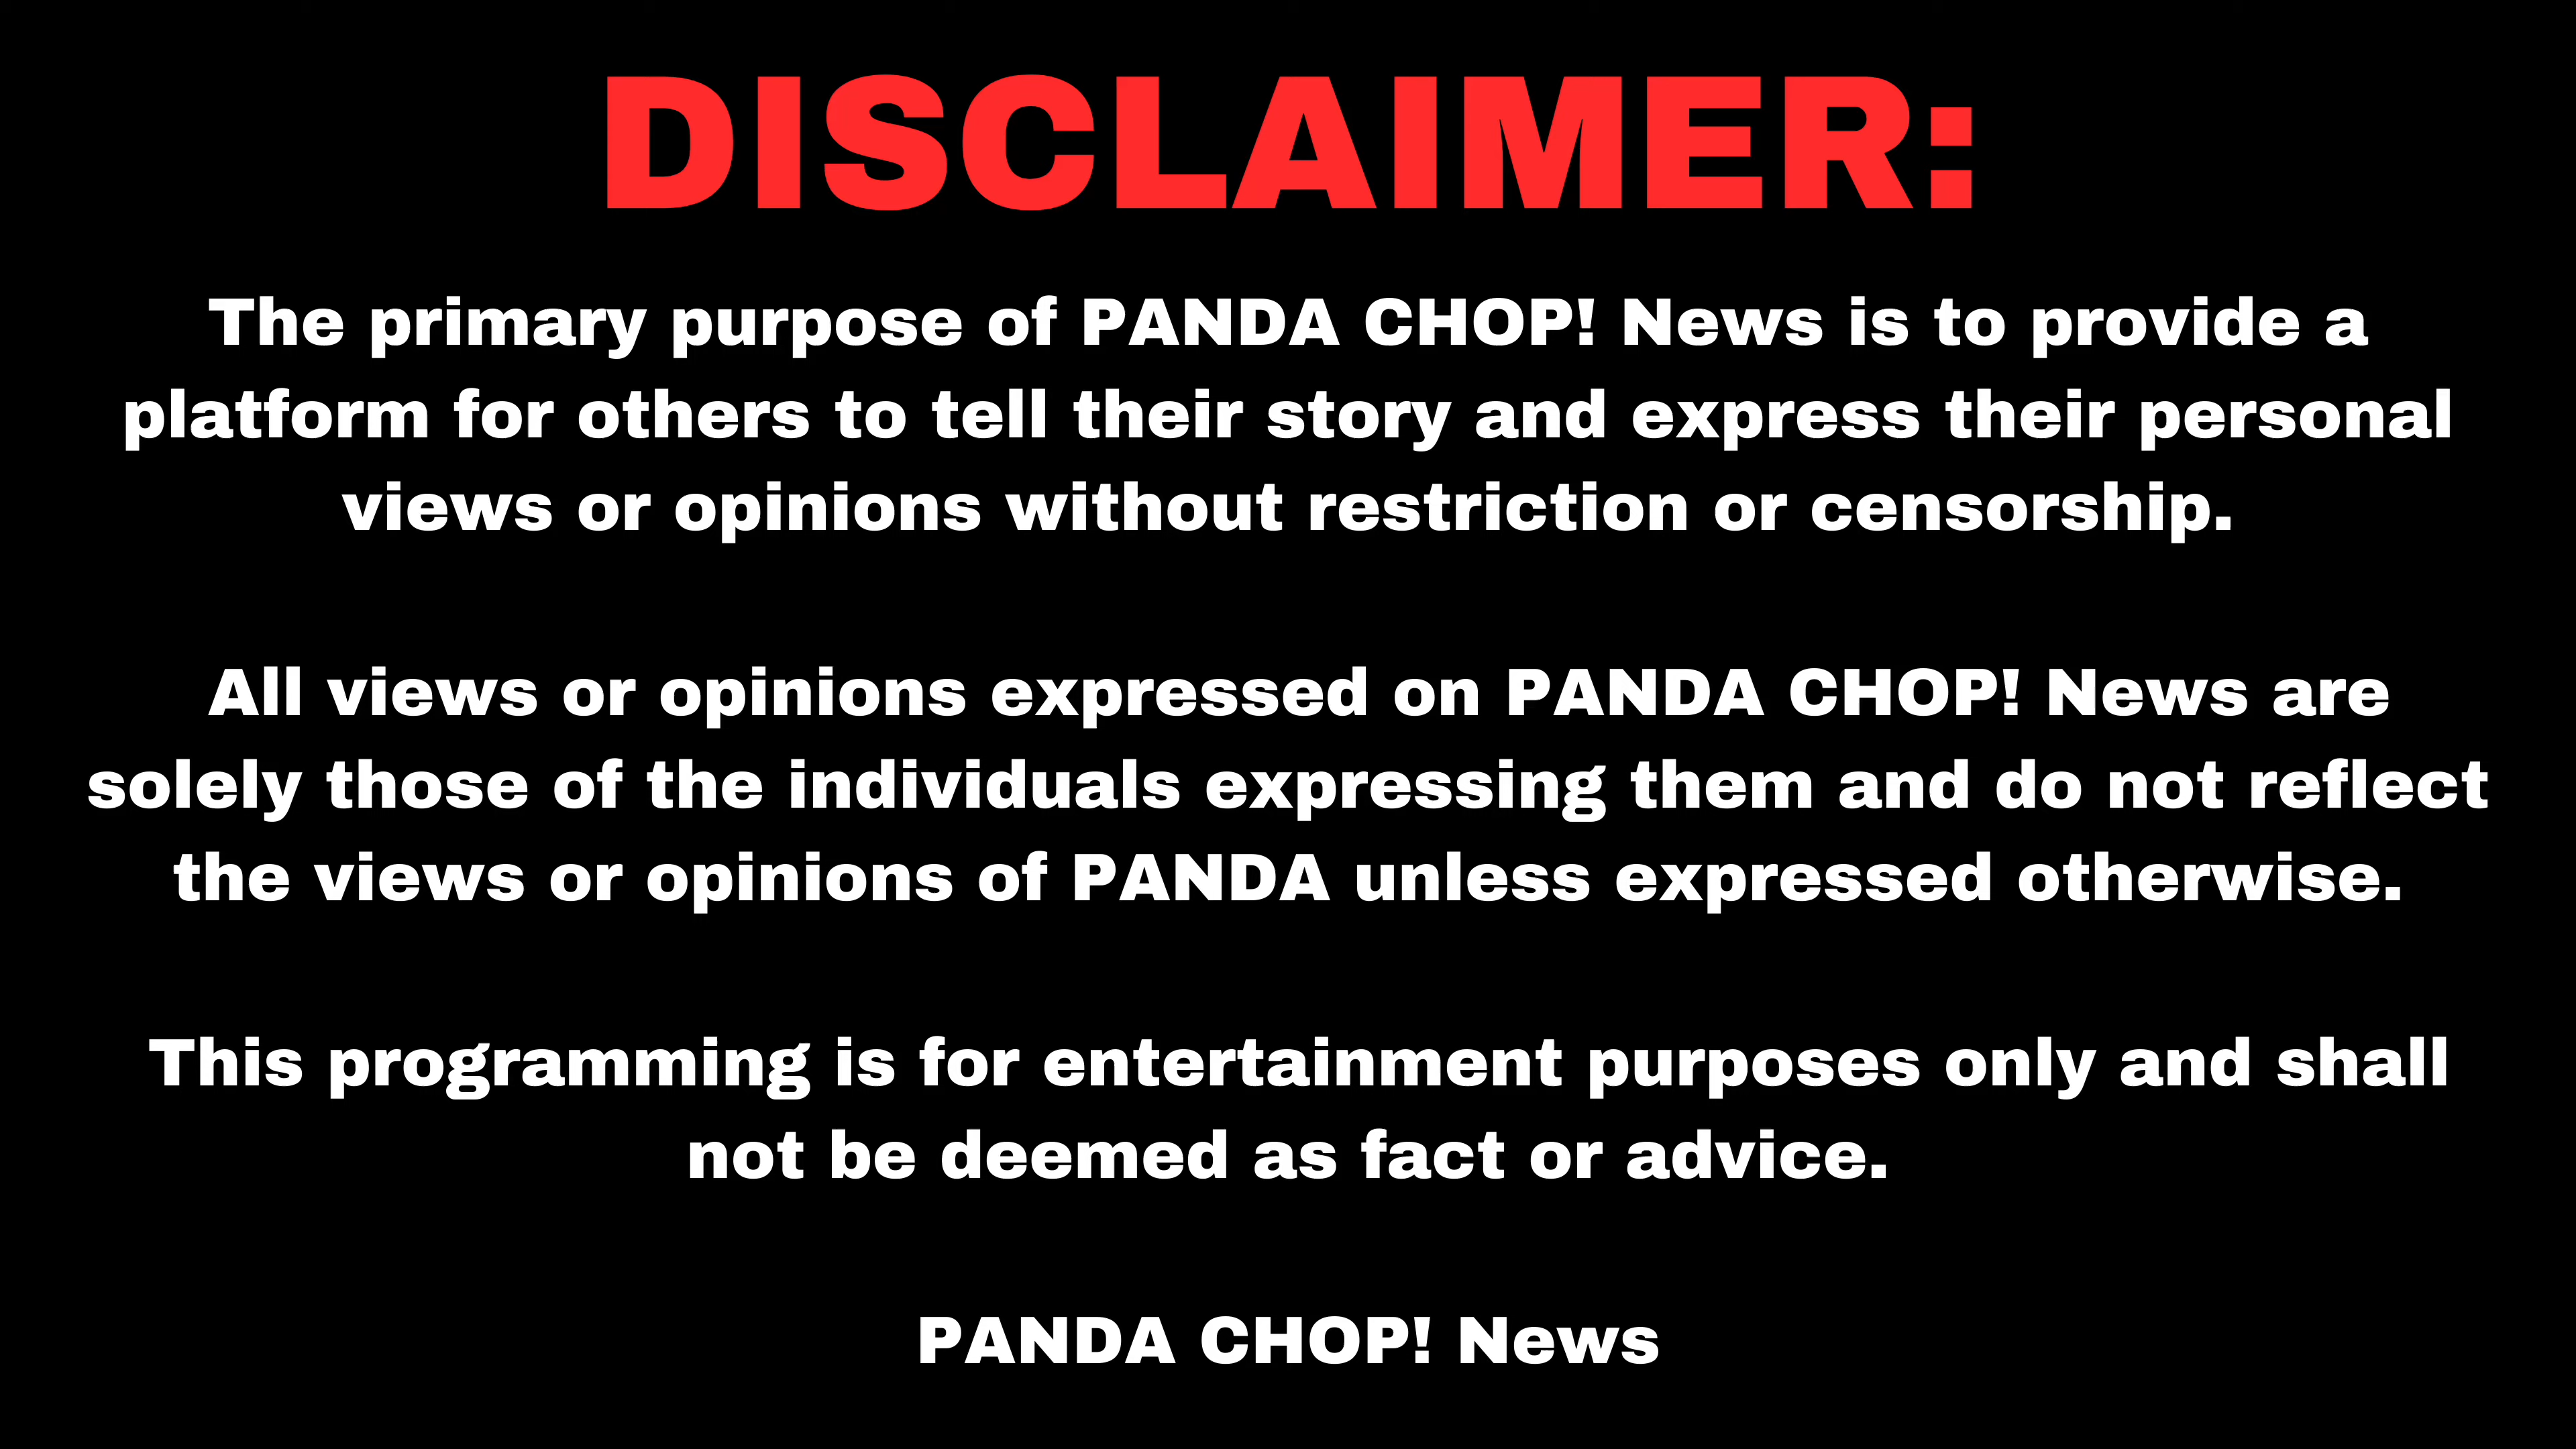 DISCLAIMER:
The primary purpose of PANDA CHOP! News is to provide a
platform for others to tell their story and express their personal
views or opinions without restriction or censorship.
All views or opinions expressed on PANDA CHOP! News are
solely those of the individuals expressing them and do not reflect
the views or opinions of PANDA unless expressed otherwise.
This programming is for entertainment purposes only and shall
not be deemed as fact or advice.
PANDA CHOP! News